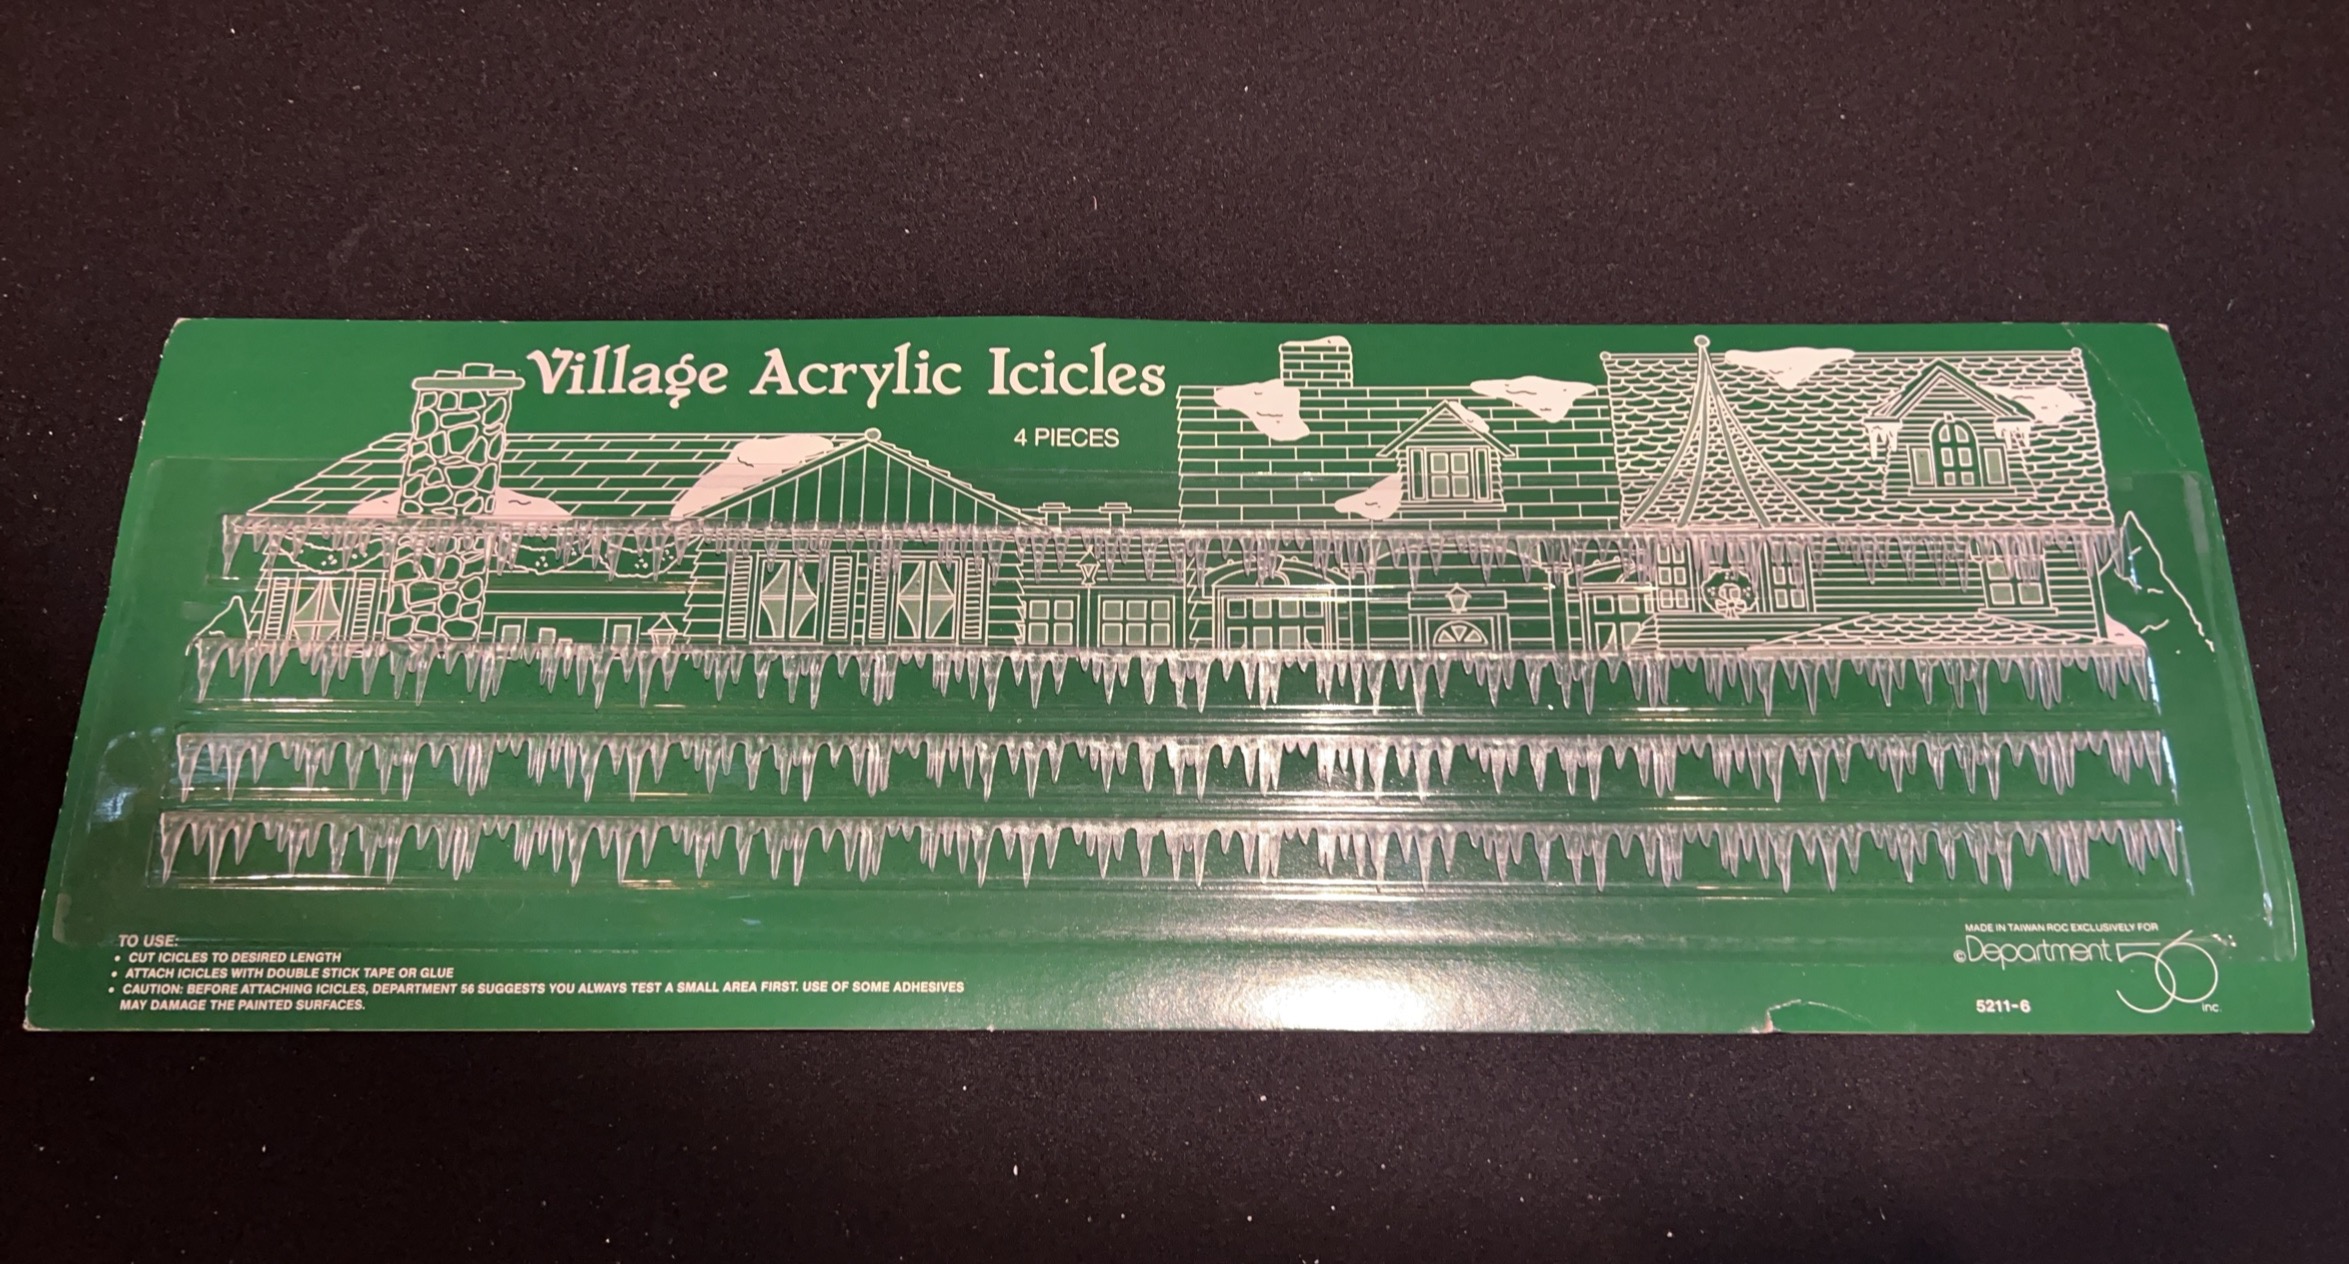 Village Acrylic Icicles
4 PIECES
TO USE:
• CUT ICICLES TO DESIRED LENGTH
• ATTACH ICICLES WITH DOUBLE STICK TAPE OR GLUE
• CAUTION: BEFORE ATTACHING ICICLES, DEPARTMENT 56 SUGGESTS YOU ALWAYS TEST A SMALL AREA FIRST. USE OF SOME ADHESIVES
MAY DAMAGE THE PAINTED SURFACES.
MADE IN TAIWAN ROC EXCLUSIVELY FOR
©Department 56 inc.
5211-6